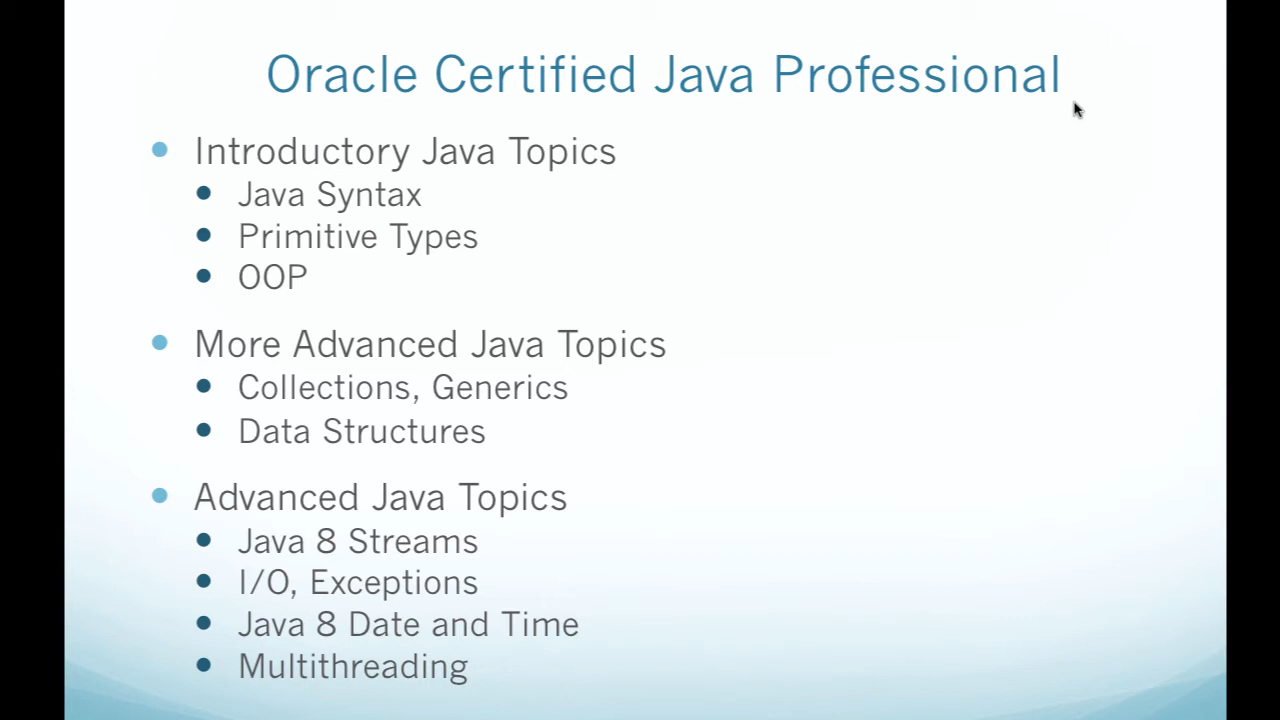 Oracle Certified Java Professional
Introductory Java Topics
Java Syntax
Primitive Types
OOP
More Advanced Java Topics
Collections, Generics
Data Structures
Advanced Java Topics
Java 8 Streams
I/O, Exceptions
Java 8 Date and Time
Multithreading